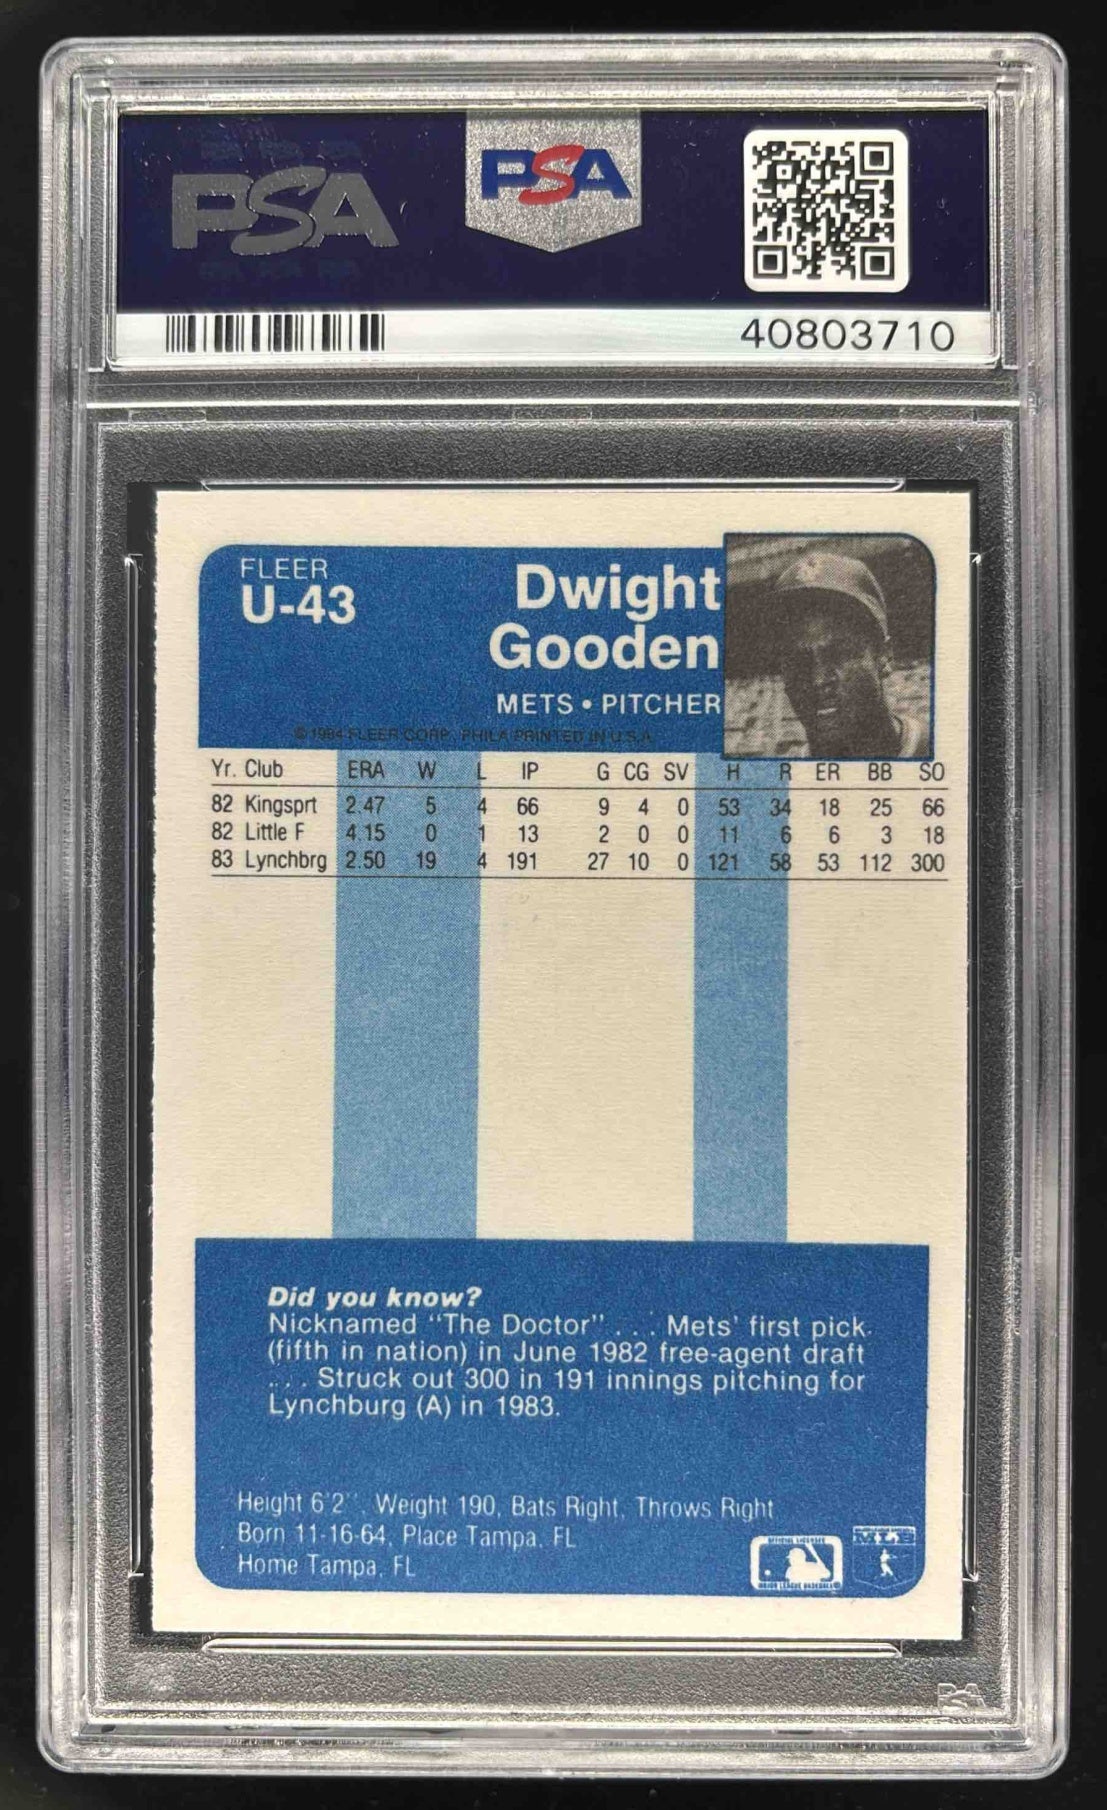 PSA PSA
40803710
FLEER
U-43
Dwight
Gooden
METS • PITCHER
© 1984 FLEER CORP. PHILA PRINTED IN U.S.A.
Yr. Club ERA W L IP G CG SV H R ER BB SO
82 Kingsprt 2.47 5 4 66 9 4 0 53 34 18 25 66
82 Little F 4.15 0 1 13 2 0 0 11 6 6 3 18
83 Lynchbrg 2.50 19 4 191 27 10 0 121 58 53 112 300
Did you know?
Nicknamed "The Doctor" . . . Mets' first pick
(fifth in nation) in June 1982 free-agent draft
. . . Struck out 300 in 191 innings pitching for
Lynchburg (A) in 1983.
Height 6'2", Weight 190, Bats Right, Throws Right
Born 11-16-64, Place Tampa, FL
Home Tampa, FL
OFFICIAL LICENSEE
MAJOR LEAGUE BASEBALL
PSA